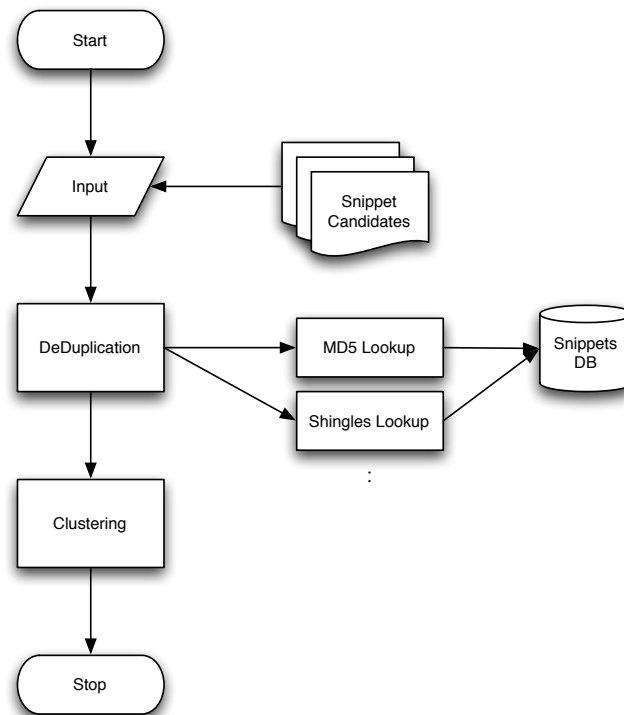 Start
Input
Snippet
Candidates
DeDuplication
MD5 Lookup
Snippets
DB
Shingles Lookup
:
Clustering
Stop